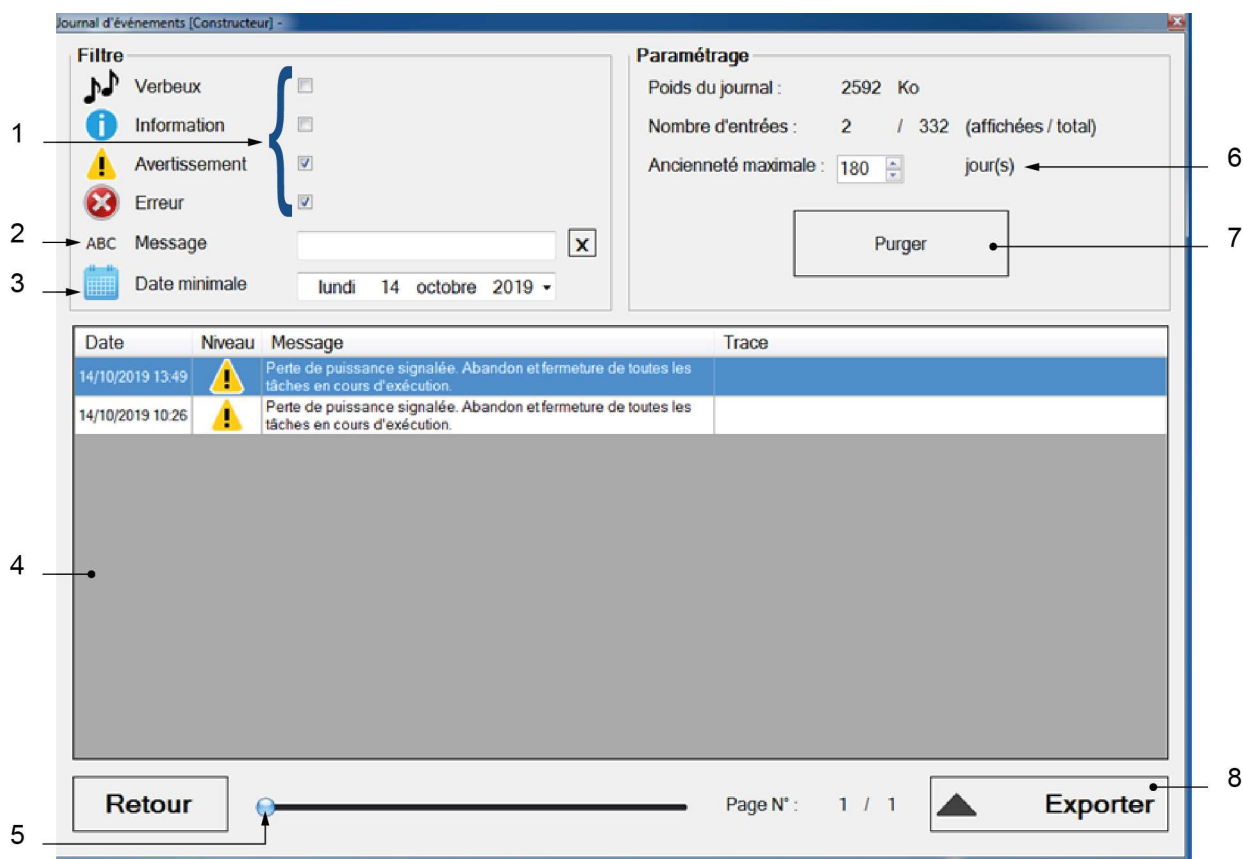 Journal d'événements [Constructeur] -
Filtre
Verbeux
Information
Avertissement
Erreur
ABC Message
X
Date minimale
lundi 14 octobre 2019
Paramétrage
Poids du journal : 2592 Ko
Nombre d'entrées : 2 / 332 (affichées / total)
Ancienneté maximale : 180 jour(s)
Purger
1
2
3
6
7
Date Niveau Message Trace
14/10/2019 13:49 Perte de puissance signalée. Abandon et fermeture de toutes les
tâches en cours d'exécution.
14/10/2019 10:26 Perte de puissance signalée. Abandon et fermeture de toutes les
tâches en cours d'exécution.
4
Retour
Page N° : 1 / 1
Exporter
8
5